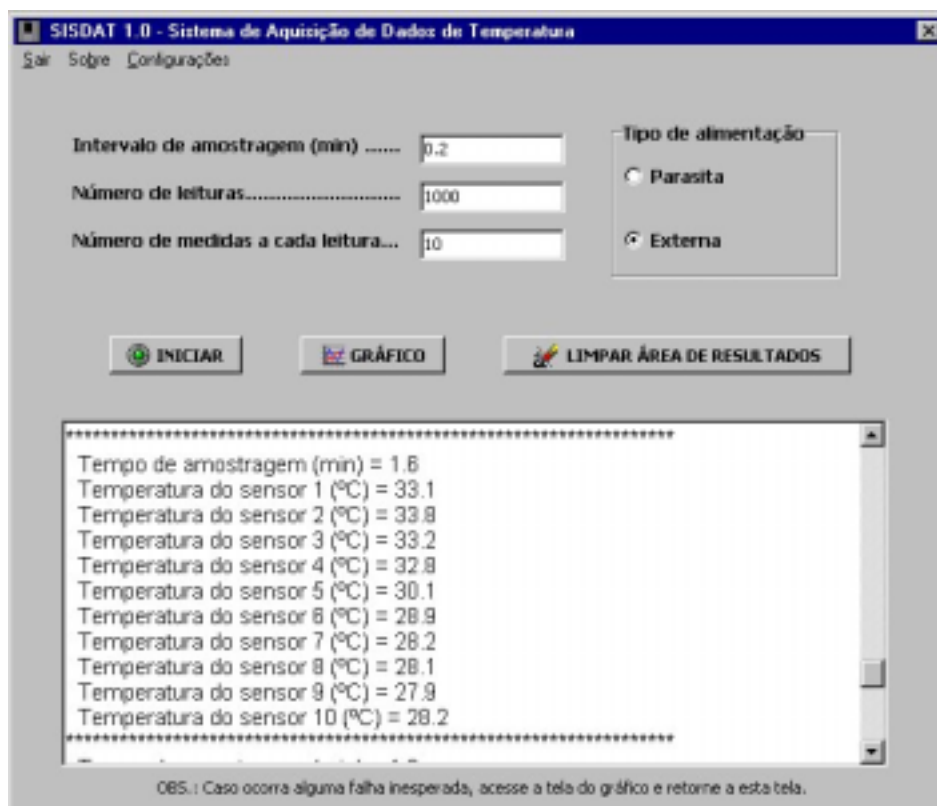 SISDAT 1.0 - Sistema de Aquisição de Dados de Temperatura
Sair Sobre Configurações
Intervalo de amostragem (min) ...... 0.2
Número de leituras............................. 1000
Número de medidas a cada leitura... 10
Tipo de alimentação
Parasita
Externa
INICIAR GRÁFICO LIMPAR ÁREA DE RESULTADOS
**********************************************************************
Tempo de amostragem (min) = 1.6
Temperatura do sensor 1 (ºC) = 33.1
Temperatura do sensor 2 (ºC) = 33.8
Temperatura do sensor 3 (ºC) = 33.2
Temperatura do sensor 4 (ºC) = 32.8
Temperatura do sensor 5 (ºC) = 30.1
Temperatura do sensor 6 (ºC) = 28.9
Temperatura do sensor 7 (ºC) = 28.2
Temperatura do sensor 8 (ºC) = 28.1
Temperatura do sensor 9 (ºC) = 27.9
Temperatura do sensor 10 (ºC) = 28.2
**********************************************************************
OBS.: Caso ocorra alguma falha inesperada, acesse a tela do gráfico e retorne a esta tela.